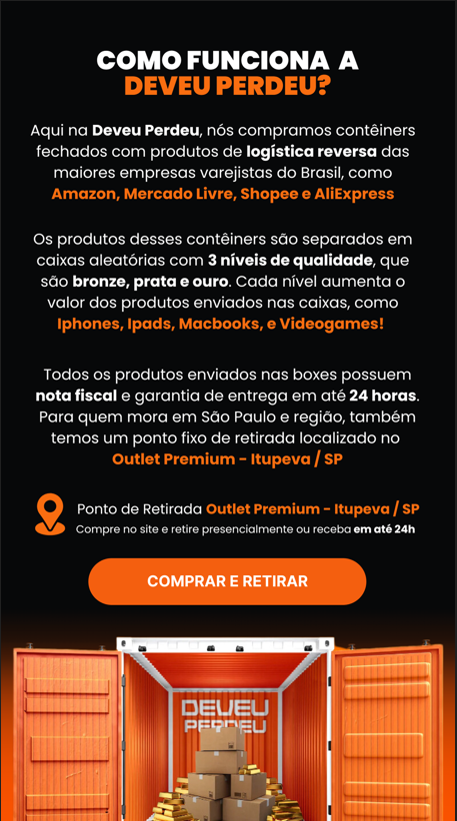 COMO FUNCIONA A
DEVEU PERDEU?
Aqui na Deveu Perdeu, nós compramos contêiners
fechados com produtos de logística reversa das
maiores empresas varejistas do Brasil, como
Amazon, Mercado Livre, Shopee e AliExpress
Os produtos desses contêiners são separados em
caixas aleatórias com 3 níveis de qualidade, que
são bronze, prata e ouro. Cada nível aumenta o
valor dos produtos enviados nas caixas, como
Iphones, Ipads, Macbooks, e Videogames!
Todos os produtos enviados nas boxes possuem
nota fiscal e garantia de entrega em até 24 horas.
Para quem mora em São Paulo e região, também
temos um ponto fixo de retirada localizado no
Outlet Premium - Itupeva / SP
Ponto de Retirada Outlet Premium - Itupeva / SP
Compre no site e retire presencialmente ou receba em até 24h
COMPRAR E RETIRAR
DEVEU
PERDEU